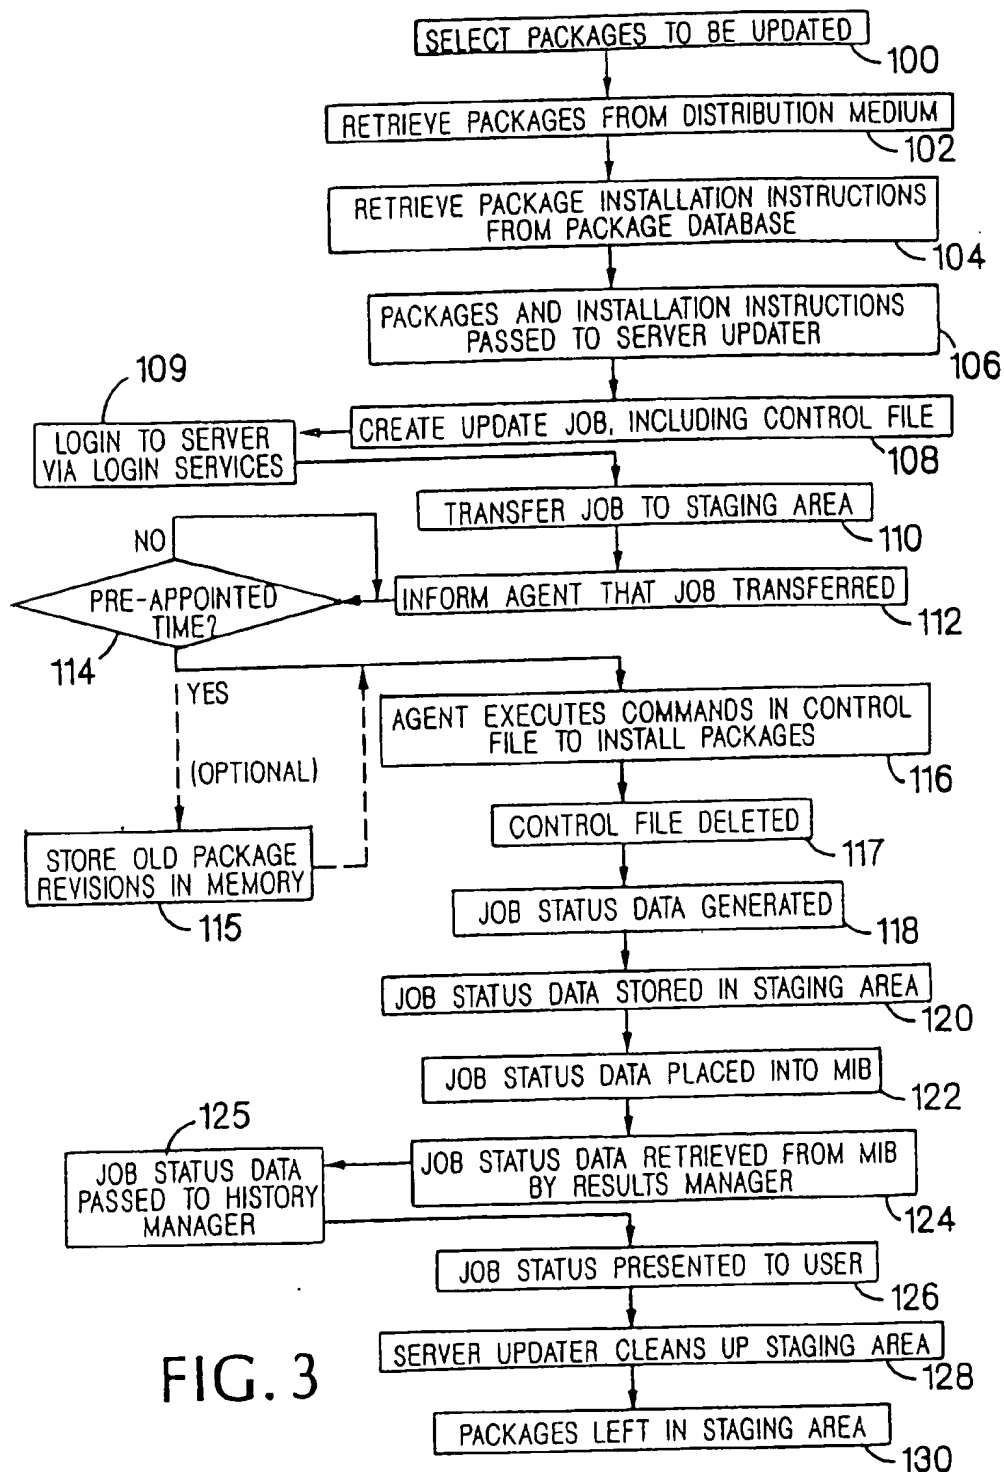 SELECT PACKAGES TO BE UPDATED
100
RETRIEVE PACKAGES FROM DISTRIBUTION MEDIUM
102
RETRIEVE PACKAGE INSTALLATION INSTRUCTIONS
FROM PACKAGE DATABASE
104
PACKAGES AND INSTALLATION INSTRUCTIONS
PASSED TO SERVER UPDATER
106
CREATE UPDATE JOB, INCLUDING CONTROL FILE
108
109
LOGIN TO SERVER
VIA LOGIN SERVICES
TRANSFER JOB TO STAGING AREA
110
INFORM AGENT THAT JOB TRANSFERRED
112
NO
PRE-APPOINTED
TIME?
114
YES
(OPTIONAL)
STORE OLD PACKAGE
REVISIONS IN MEMORY
115
AGENT EXECUTES COMMANDS IN CONTROL
FILE TO INSTALL PACKAGES
116
CONTROL FILE DELETED
117
JOB STATUS DATA GENERATED
118
JOB STATUS DATA STORED IN STAGING AREA
120
JOB STATUS DATA PLACED INTO MIB
122
JOB STATUS DATA RETRIEVED FROM MIB
BY RESULTS MANAGER
124
125
JOB STATUS DATA
PASSED TO HISTORY
MANAGER
JOB STATUS PRESENTED TO USER
126
SERVER UPDATER CLEANS UP STAGING AREA
128
PACKAGES LEFT IN STAGING AREA
130
FIG. 3